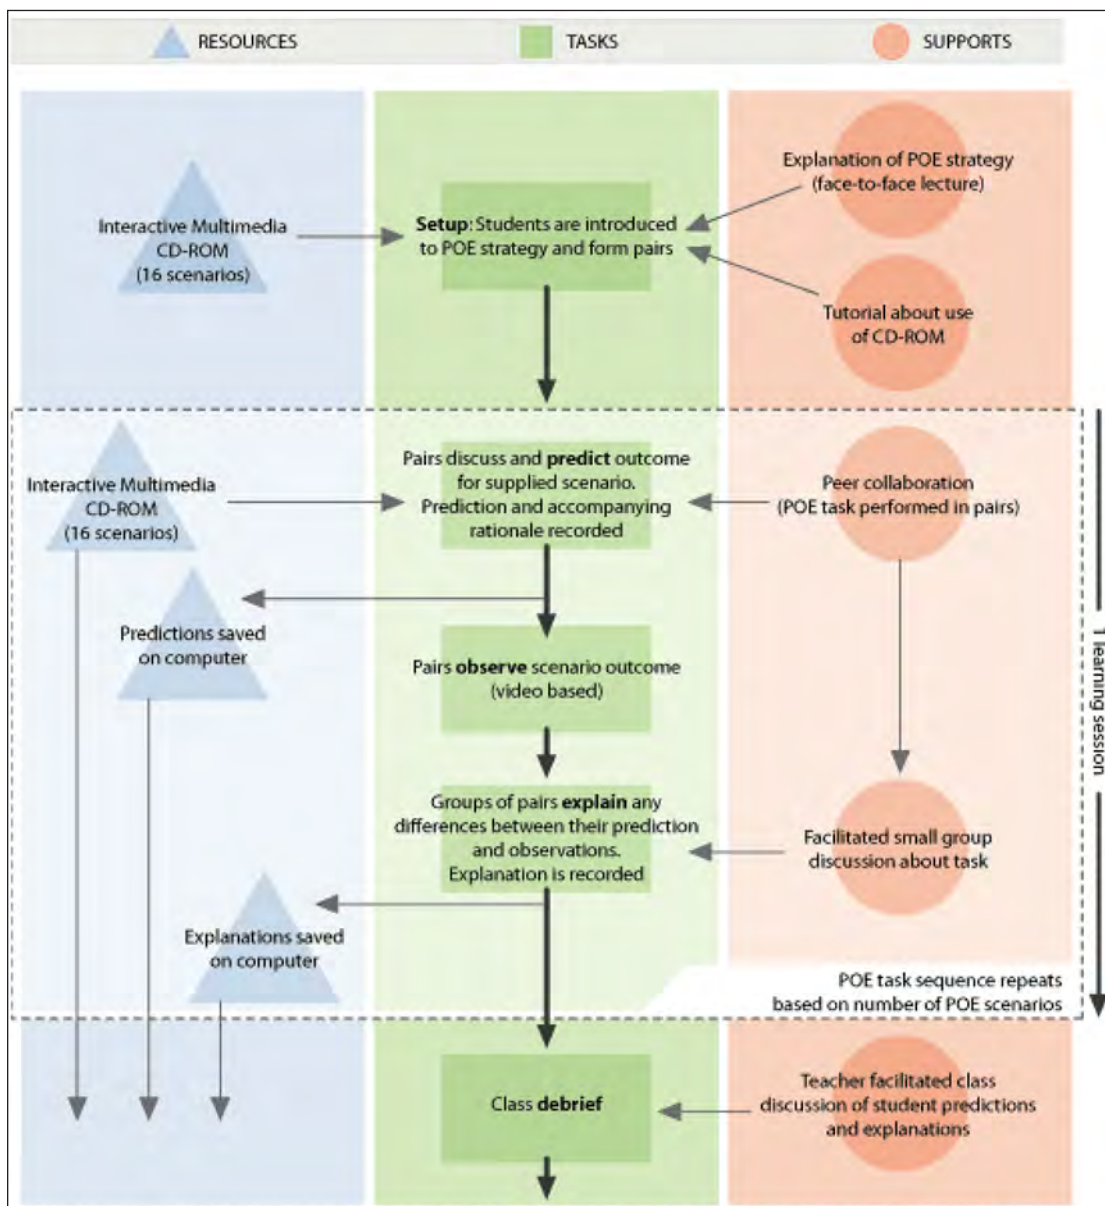 RESOURCES
TASKS
SUPPORTS
Explanation of POE strategy
(face-to-face lecture)
Interactive Multimedia
CD-ROM
(16 scenarios)
Setup: Students are introduced
to POE strategy and form pairs
Tutorial about use
of CD-ROM
Interactive Multimedia
CD-ROM
(16 scenarios)
Pairs discuss and predict outcome
for supplied scenario.
Prediction and accompanying
rationale recorded
Peer collaboration
(POE task performed in pairs)
Predictions saved
on computer
Pairs observe scenario outcome
(video based)
1 learning session
Groups of pairs explain any
differences between their prediction
and observations.
Explanation is recorded
Facilitated small group
discussion about task
Explanations saved
on computer
POE task sequence repeats
based on number of POE scenarios
Class debrief
Teacher facilitated class
discussion of student predictions
and explanations